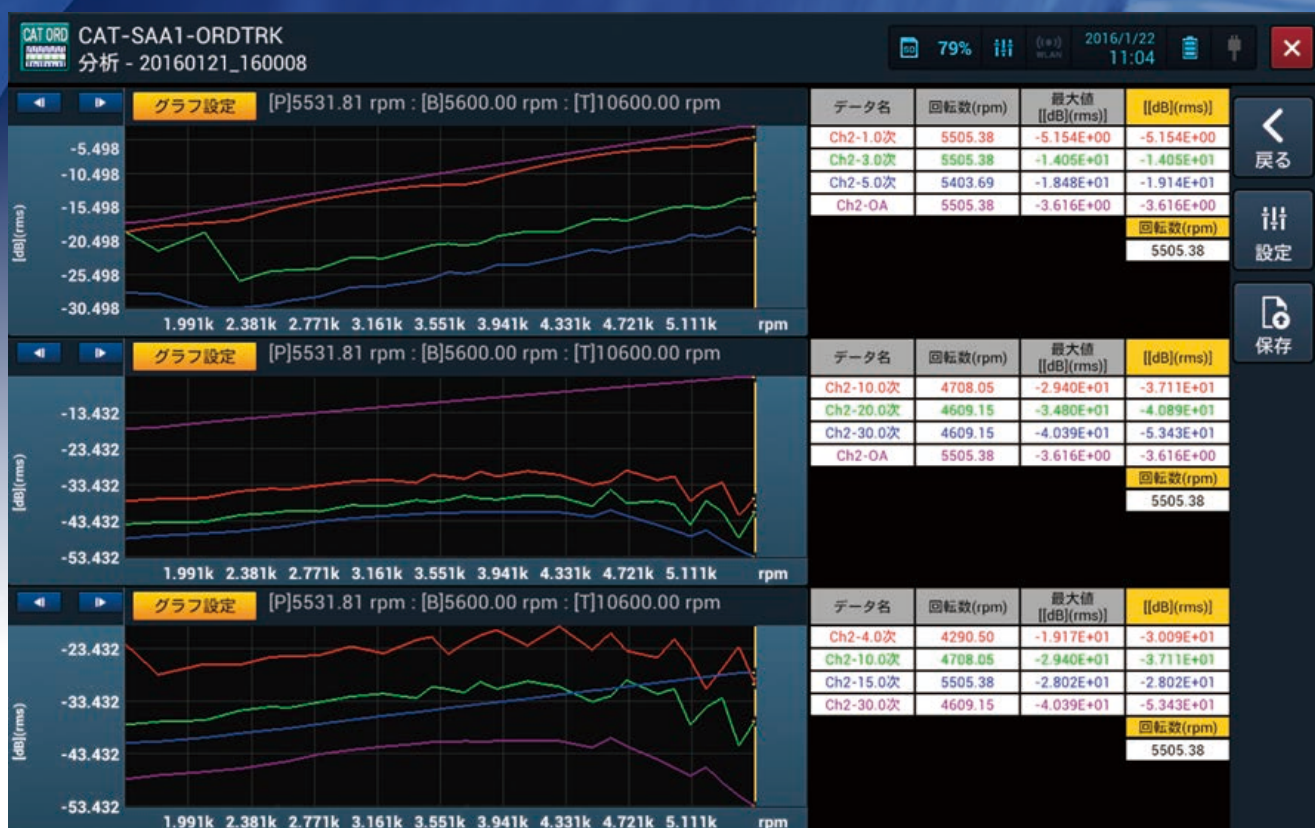 CAT ORD
CAT-SAA1-ORDTRK
分析 - 20160121_160008
SD
79%
WLAN
2016/1/22
11:04
グラフ設定
[P]5531.81 rpm : [B]5600.00 rpm : [T]10600.00 rpm
-5.498
-10.498
-15.498
-20.498
-25.498
-30.498
[dB](rms)
1.991k 2.381k 2.771k 3.161k 3.551k 3.941k 4.331k 4.721k 5.111k rpm
データ名 回転数(rpm) 最大値 [[dB](rms)] [[dB](rms)]
Ch2-1.0次 5505.38 -5.154E+00 -5.154E+00
Ch2-3.0次 5505.38 -1.405E+01 -1.405E+01
Ch2-5.0次 5403.69 -1.848E+01 -1.914E+01
Ch2-OA 5505.38 -3.616E+00 -3.616E+00
回転数(rpm)
5505.38
グラフ設定
[P]5531.81 rpm : [B]5600.00 rpm : [T]10600.00 rpm
-13.432
-23.432
-33.432
-43.432
-53.432
[dB](rms)
1.991k 2.381k 2.771k 3.161k 3.551k 3.941k 4.331k 4.721k 5.111k rpm
データ名 回転数(rpm) 最大値 [[dB](rms)] [[dB](rms)]
Ch2-10.0次 4708.05 -2.940E+01 -3.711E+01
Ch2-20.0次 4609.15 -3.480E+01 -4.089E+01
Ch2-30.0次 4609.15 -4.039E+01 -5.343E+01
Ch2-OA 5505.38 -3.616E+00 -3.616E+00
回転数(rpm)
5505.38
グラフ設定
[P]5531.81 rpm : [B]5600.00 rpm : [T]10600.00 rpm
-23.432
-33.432
-43.432
-53.432
[dB](rms)
1.991k 2.381k 2.771k 3.161k 3.551k 3.941k 4.331k 4.721k 5.111k rpm
データ名 回転数(rpm) 最大値 [[dB](rms)] [[dB](rms)]
Ch2-4.0次 4290.50 -1.917E+01 -3.009E+01
Ch2-10.0次 4708.05 -2.940E+01 -3.711E+01
Ch2-15.0次 5505.38 -2.802E+01 -2.802E+01
Ch2-30.0次 4609.15 -4.039E+01 -5.343E+01
回転数(rpm)
5505.38
戻る
設定
保存